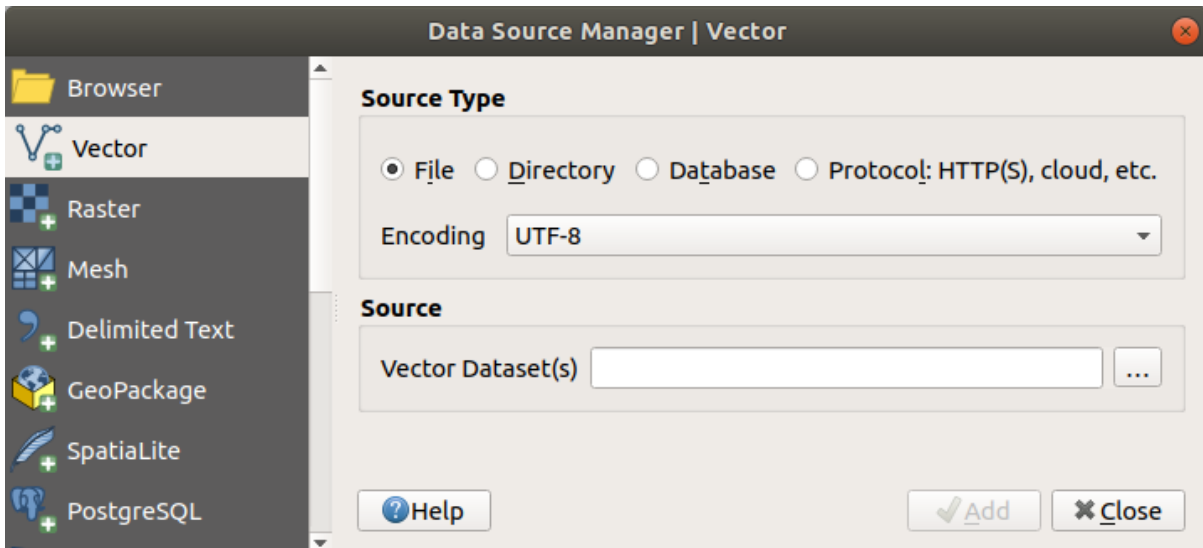 Data Source Manager | Vector
Browser
Vector
Raster
Mesh
Delimited Text
GeoPackage
SpatiaLite
PostgreSQL
Source Type
File Directory Database Protocol: HTTP(S), cloud, etc.
Encoding UTF-8
Source
Vector Dataset(s) ...
Help Add Close